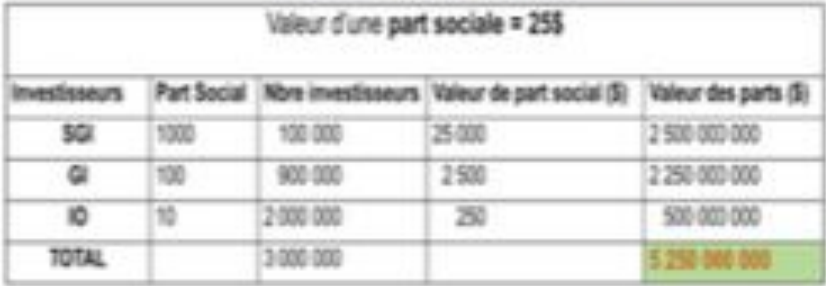 Valeur d'une part sociale = 25$
Investisseurs Part Social Nbre investisseurs Valeur de part social ($) Valeur des parts ($)
SGI 1000 100 000 25 000 2 500 000 000
GI 100 900 000 2 500 2 250 000 000
IO 10 2 000 000 250 500 000 000
TOTAL 3 000 000 5 250 000 000